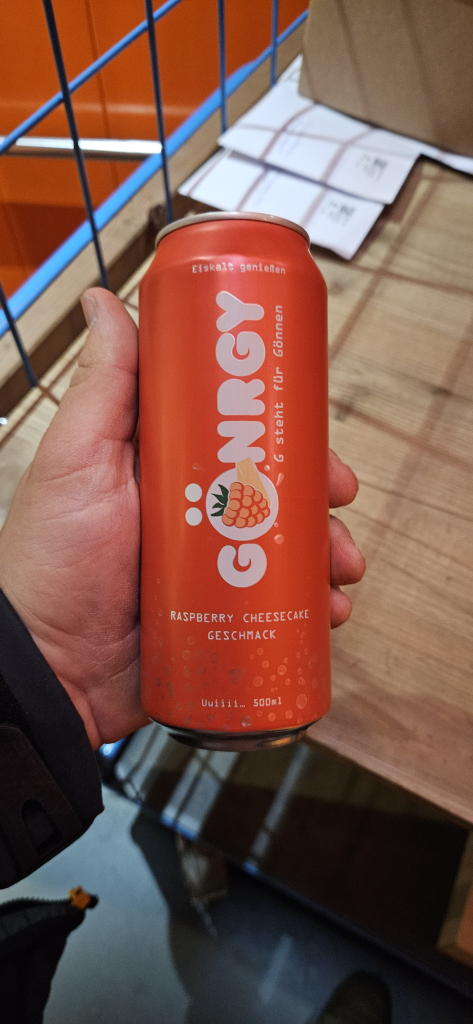 Eiskalt genießen
GÖNRGY
G steht für Gönnen
RASPBERRY CHEESECAKE
GESCHMACK
Uwiiii… 500ml